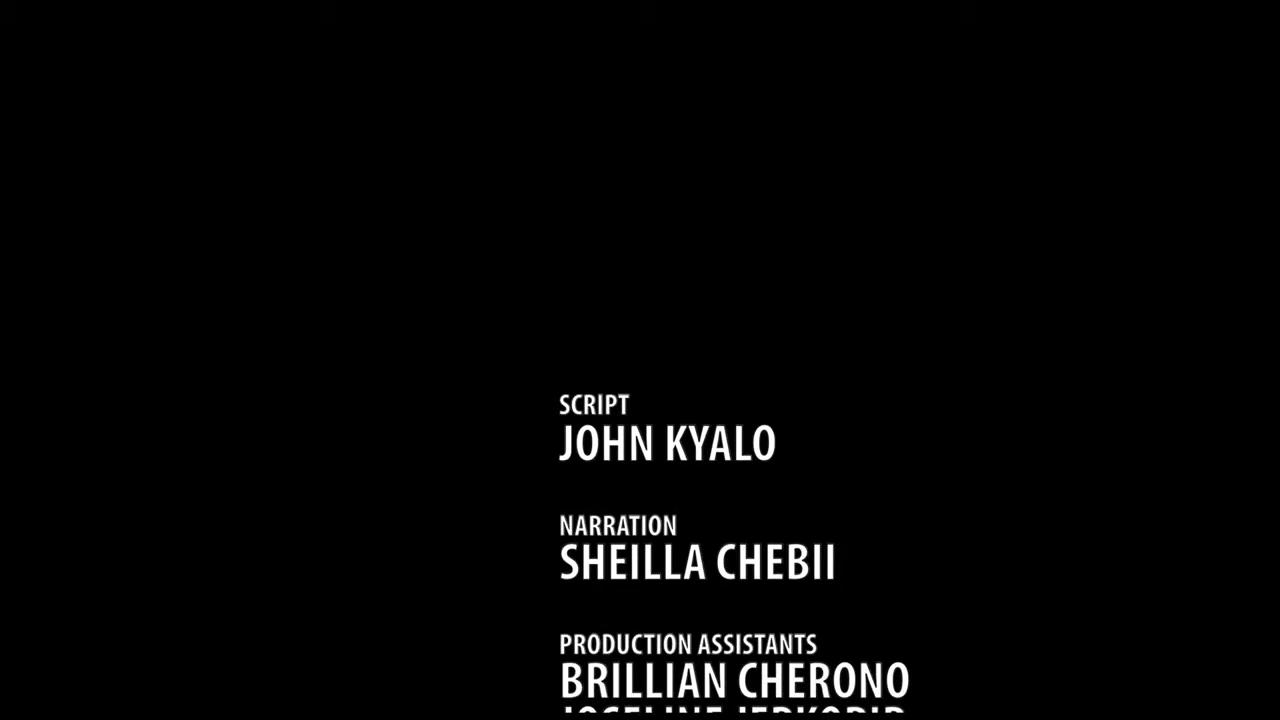 SCRIPT
JOHN KYALO
NARRATION
SHEILLA CHEBII
PRODUCTION ASSISTANTS
BRILLIAN CHERONO